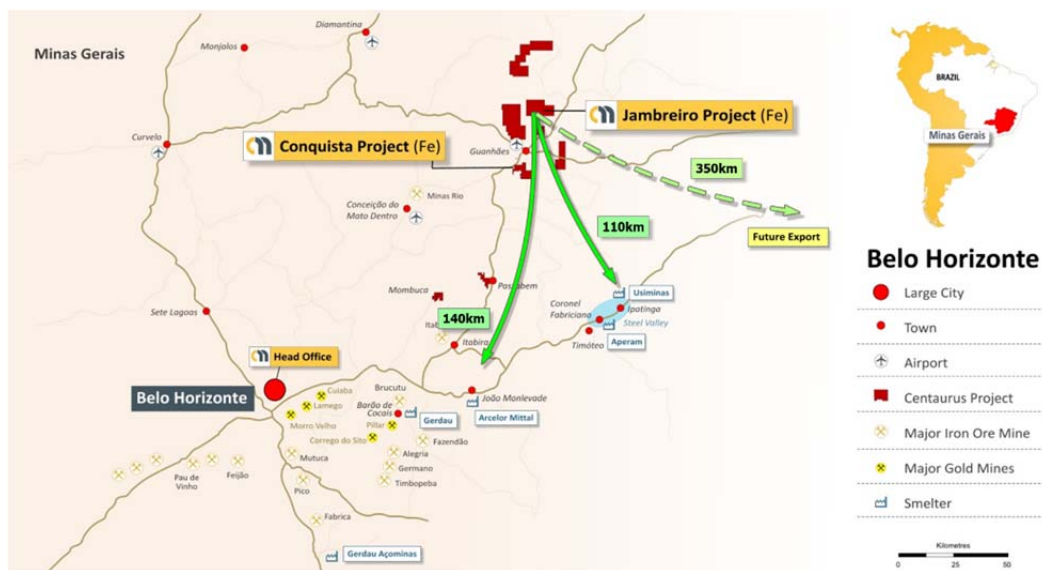 Minas Gerais
Monjolos
Diamantina
Curvelo
Conquista Project (Fe)
Jambreiro Project (Fe)
Guanhães
Minas Rio
Conceição do
Mato Dentro
350km
110km
Future Export
Passabem
Mombuca
140km
Usiminas
Ipatinga
Coronel
Fabriciano
Steel Valley
Timóteo
Aperam
Sete Lagoas
Itabira
Head Office
Belo Horizonte
Cuiaba
Lamego
Morro Velho
Corrego do Sito
Brucutu
Barão de
Cocais
Pillar
Gerdau
João Monlevade
Arcelor Mittal
Fazendão
Alegria
Germano
Timbopeba
Mutuca
Pico
Fabrica
Pau de
Vinho
Feijão
Gerdau Açominas
BRAZIL
Minas Gerais
Belo Horizonte
Large City
Town
Airport
Centaurus Project
Major Iron Ore Mine
Major Gold Mines
Smelter
Kilometres
0 25 50